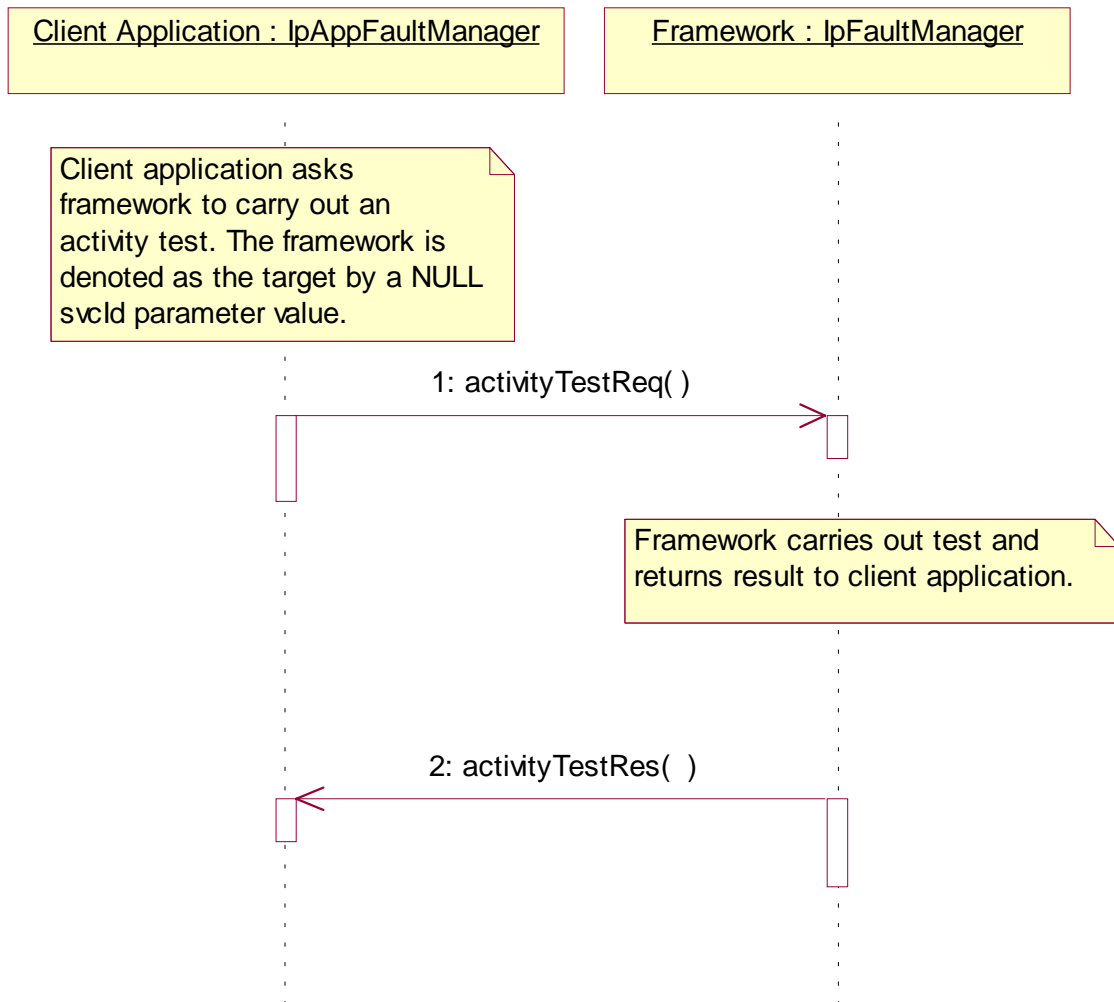 Client Application : IpAppFaultManager
Framework : IpFaultManager
Client application asks
framework to carry out an
activity test. The framework is
denoted as the target by a NULL
svcId parameter value.
1: activityTestReq( )
Framework carries out test and
returns result to client application.
2: activityTestRes(  )